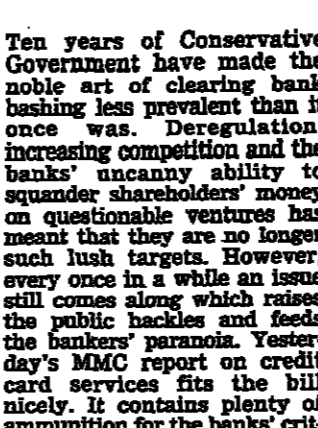 Ten years of Conservative
Government have made the
noble art of clearing bank
bashing less prevalent than it
once was. Deregulation,
increasing competition and the
banks' uncanny ability to
squander shareholders' money
on questionable ventures has
meant that they are no longer
such lush targets. However,
every once in a while an issue
still comes along which raises
the public hackles and feeds
the bankers' paranoia. Yester-
day's MMC report on credit
card services fits the bill
nicely. It contains plenty of
ammunition for the banks' crit-